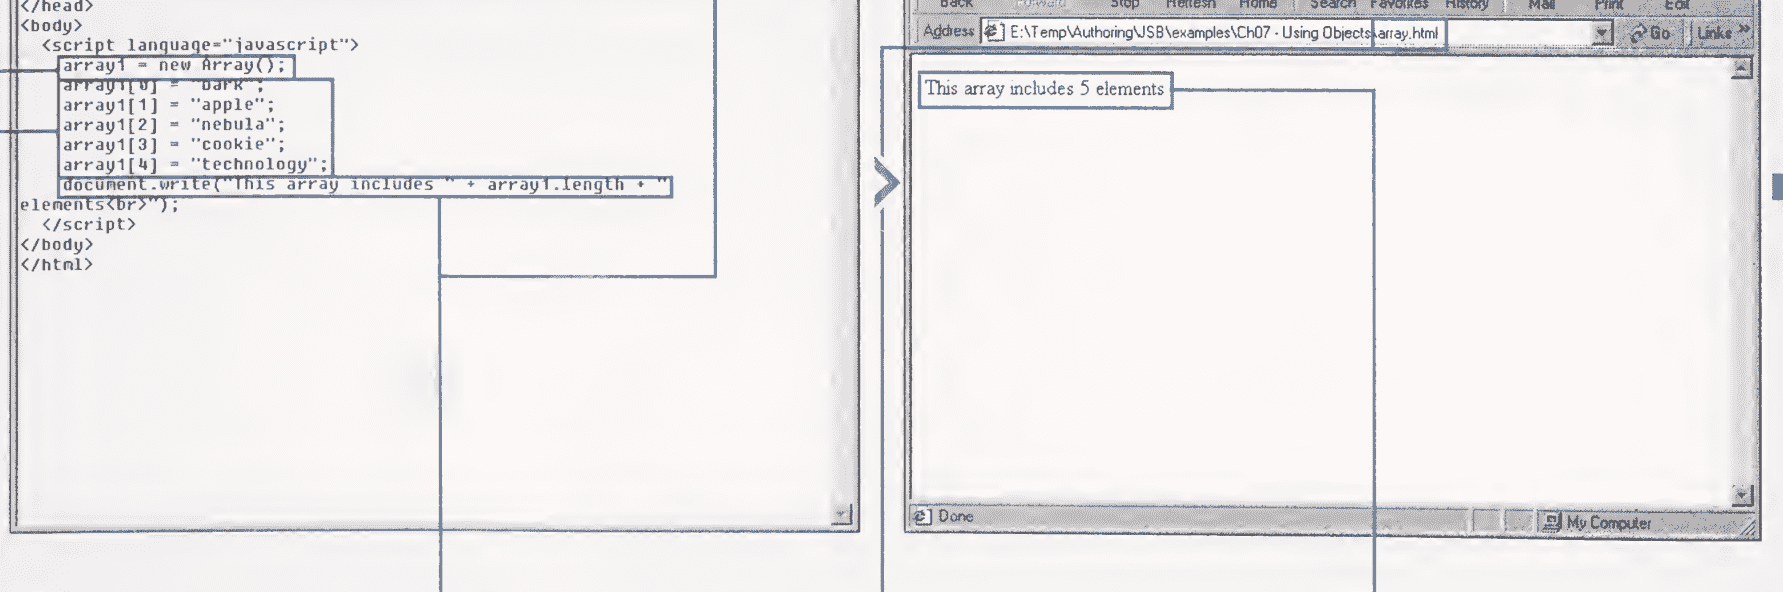 </head>
<body>
<script language="javascript">
array1 = new Array();
array1[0] = "bark";
array1[1] = "apple";
array1[2] = "nebula";
array1[3] = "cookie";
array1[4] = "technology";
document.write("This array includes " + array1.length + "
elements<br>");
</script>
</body>
</html>
Back Forward Stop Refresh Home Search Favorites History Mail Print Edit
Address E:\Temp\Authoring\JSB\examples\Ch07 - Using Objects\array.html Go Links »
This array includes 5 elements
Done My Computer